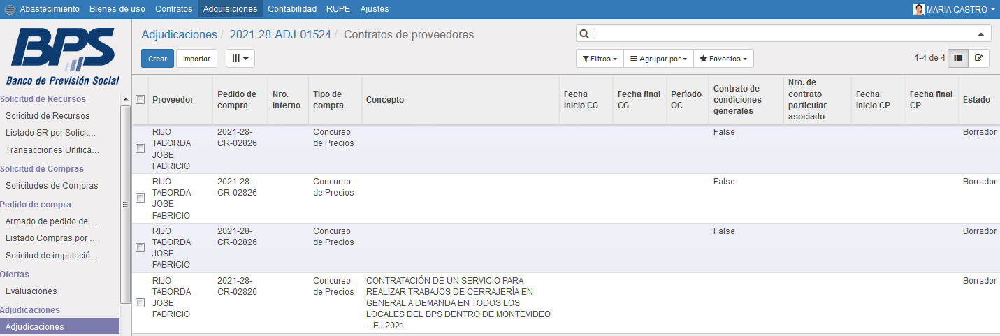 Abastecimiento Bienes de uso Contratos Adquisiciones Contabilidad RUPE Ajustes MARIA CASTRO
BPS
Banco de Previsión Social
Solicitud de Recursos
Solicitud de Recursos
Listado SR por Solicit...
Transacciones Unifica...
Solicitud de Compras
Solicitudes de Compras
Pedido de compra
Armado de pedido de ...
Listado Compras por ...
Solicitud de imputació...
Ofertas
Evaluaciones
Adjudicaciones
Adjudicaciones
Adjudicaciones / 2021-28-ADJ-01524 / Contratos de proveedores
Crear Importar
Filtros Agrupar por Favoritos 1-4 de 4
Proveedor
Pedido de
compra
Nro.
Interno
Tipo de
compra
Concepto
Fecha
inicio CG
Fecha final
CG
Período
OC
Contrato de
condiciones
generales
Nro. de
contrato
particular
asociado
Fecha
inicio CP
Fecha final
CP
Estado
RIJO
TABORDA
JOSE
FABRICIO
2021-28-
CR-02826
Concurso
de Precios
False
Borrador
RIJO
TABORDA
JOSE
FABRICIO
2021-28-
CR-02826
Concurso
de Precios
False
Borrador
RIJO
TABORDA
JOSE
FABRICIO
2021-28-
CR-02826
Concurso
de Precios
False
Borrador
RIJO
TABORDA
JOSE
FABRICIO
2021-28-
CR-02826
Concurso
de Precios
CONTRATACIÓN DE UN SERVICIO PARA
REALIZAR TRABAJOS DE CERRAJERÍA EN
GENERAL A DEMANDA EN TODOS LOS
LOCALES DEL BPS DENTRO DE MONTEVIDEO
– EJ.2021
Borrador